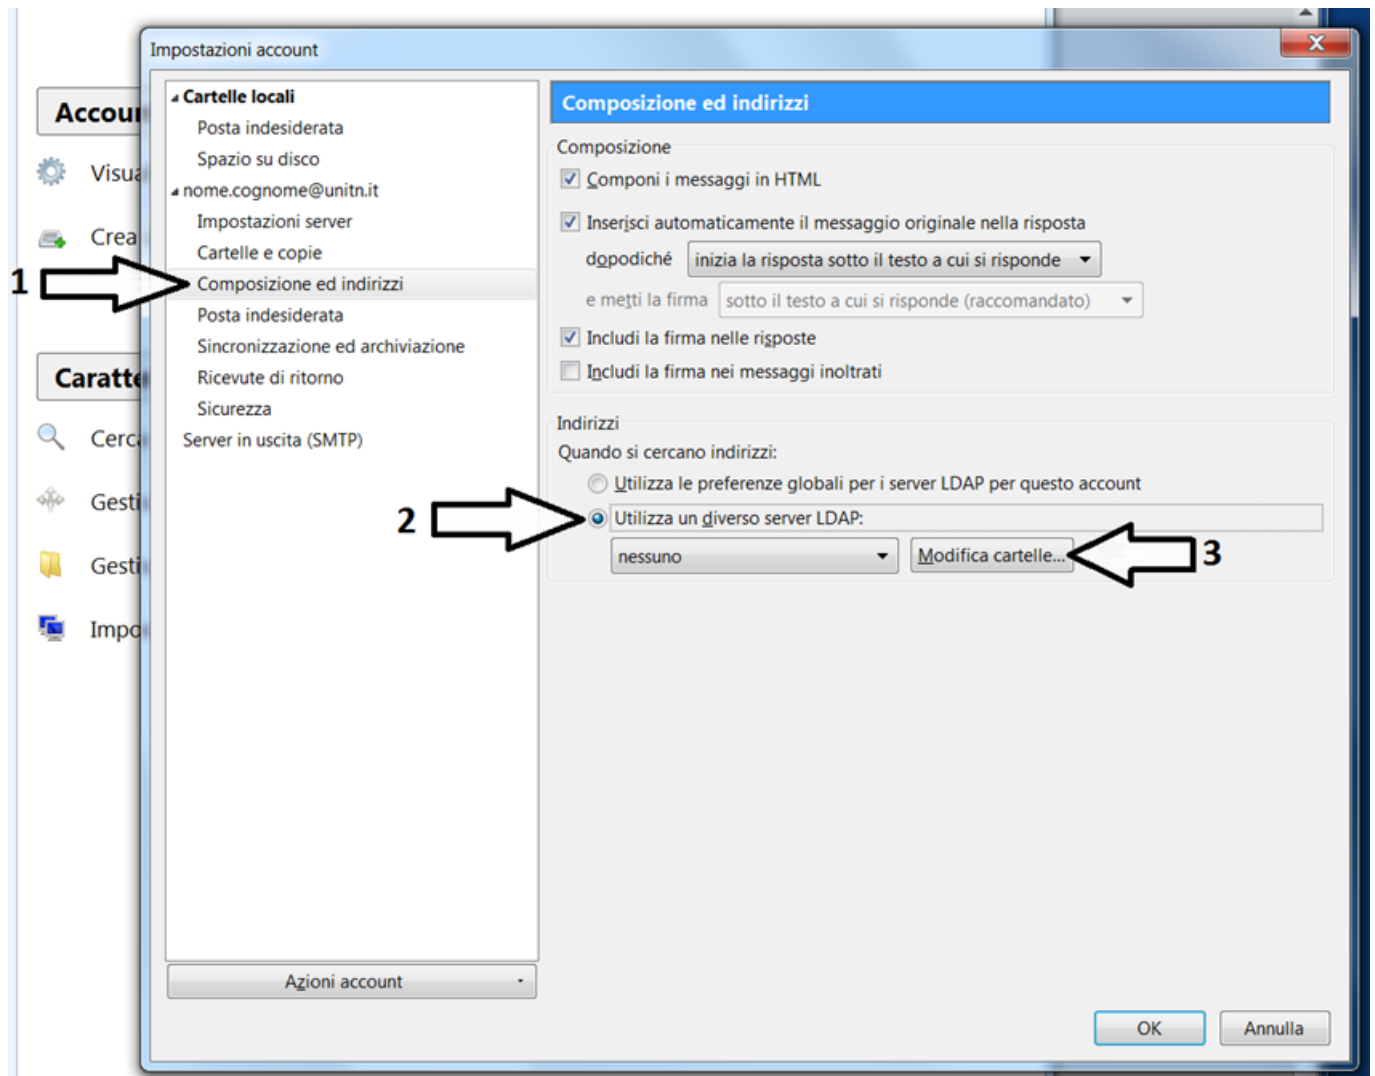 Impostazioni account
Accoun
Visua
Crea
Caratte
Cerca
Gesti
Gesti
Impo
1
Cartelle locali
Posta indesiderata
Spazio su disco
nome.cognome@unitn.it
Impostazioni server
Cartelle e copie
Composizione ed indirizzi
Posta indesiderata
Sincronizzazione ed archiviazione
Ricevute di ritorno
Sicurezza
Server in uscita (SMTP)
Azioni account
Composizione ed indirizzi
Composizione
Componi i messaggi in HTML
Inserisci automaticamente il messaggio originale nella risposta
dopodiché inizia la risposta sotto il testo a cui si risponde
e metti la firma sotto il testo a cui si risponde (raccomandato)
Includi la firma nelle risposte
Includi la firma nei messaggi inoltrati
Indirizzi
Quando si cercano indirizzi:
Utilizza le preferenze globali per i server LDAP per questo account
2 Utilizza un diverso server LDAP:
nessuno Modifica cartelle... 3
OK Annulla